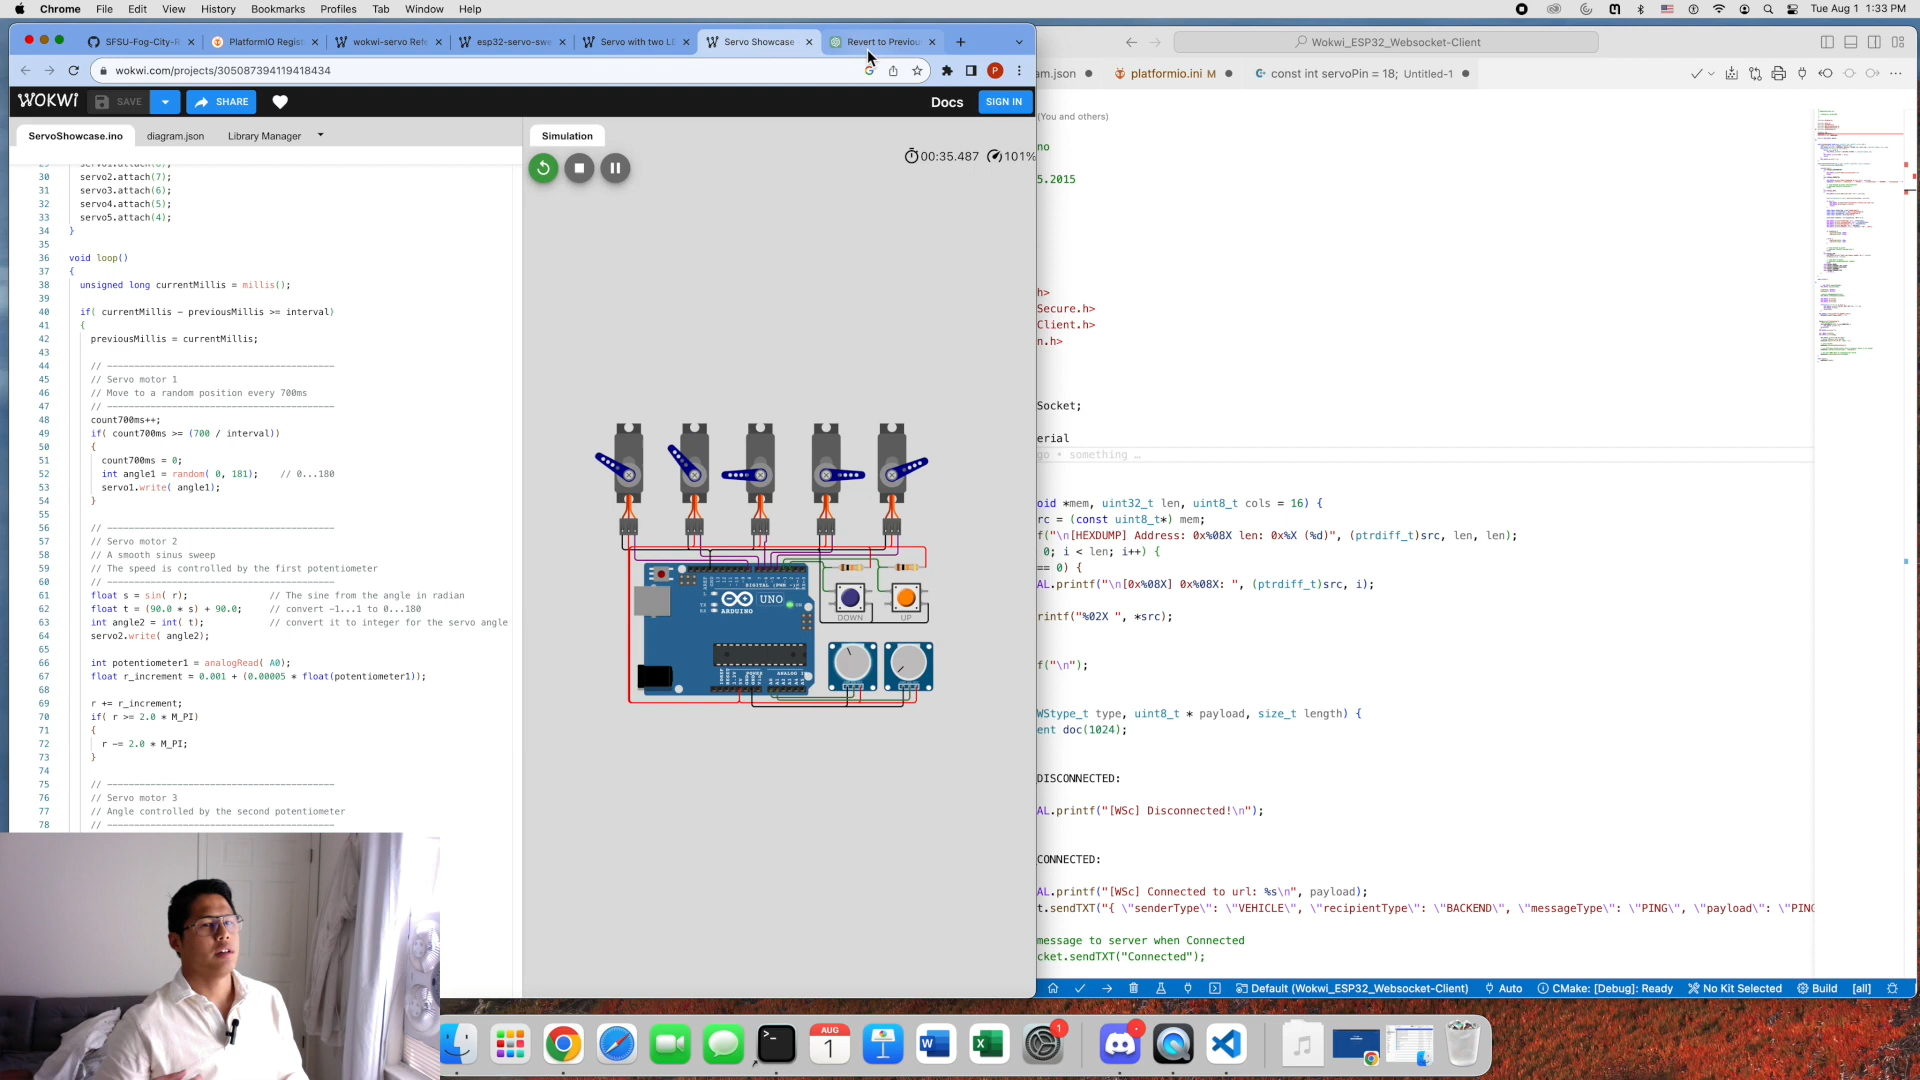 Chrome File Edit View History Bookmarks Profiles Tab Window Help
Tue Aug 1 1:33 PM
SFSU-Fog-City-R
PlatformIO Regist
wokwi-servo Refe
esp32-servo-swe
Servo with two LE
Servo Showcase
Revert to Previou
wokwi.com/projects/305087394119418434
WOKWI SAVE SHARE Docs SIGN IN
ServoShowcase.ino diagram.json Library Manager
Simulation
00:35.487 101%
30 servo2.attach(7);
31 servo3.attach(6);
32 servo4.attach(5);
33 servo5.attach(4);
34 }
35
36 void loop()
37 {
38 unsigned long currentMillis = millis();
39
40 if( currentMillis - previousMillis >= interval)
41 {
42 previousMillis = currentMillis;
43
44 // ------------------------------------------
45 // Servo motor 1
46 // Move to a random position every 700ms
47 // ------------------------------------------
48 count700ms++;
49 if( count700ms >= (700 / interval))
50 {
51 count700ms = 0;
52 int angle1 = random( 0, 181); // 0...180
53 servo1.write( angle1);
54 }
55
56 // ------------------------------------------
57 // Servo motor 2
58 // A smooth sinus sweep
59 // The speed is controlled by the first potentiometer
60 // ------------------------------------------
61 float s = sin( r); // The sine from the angle in radian
62 float t = (90.0 * s) + 90.0; // convert -1...1 to 0...180
63 int angle2 = int( t); // convert it to integer for the servo angle
64 servo2.write( angle2);
65
66 int potentiometer1 = analogRead( A0);
67 float r_increment = 0.001 + (0.00005 * float(potentiometer1));
68
69 r += r_increment;
70 if( r >= 2.0 * M_PI)
71 {
72 r -= 2.0 * M_PI;
73 }
74
75 // ------------------------------------------
76 // Servo motor 3
77 // Angle controlled by the second potentiometer
78 // ------------------------------------------
DIGITAL (PWM ~)
UNO
ARDUINO
DOWN UP
POWER ANALOG
Wokwi_ESP32_Websocket-Client
m.json platformio.ini M const int servoPin = 18; Untitled-1
(You and others)
no
5.2015
h>
Secure.h>
Client.h>
n.h>
Socket;
erial
go • something …
oid *mem, uint32_t len, uint8_t cols = 16) {
rc = (const uint8_t*) mem;
f("\n[HEXDUMP] Address: 0x%08X len: 0x%X (%d)", (ptrdiff_t)src, len, len);
0; i < len; i++) {
== 0) {
AL.printf("\n[0x%08X] 0x%08X: ", (ptrdiff_t)src, i);
rintf("%02X ", *src);
f("\n");
WStype_t type, uint8_t * payload, size_t length) {
ent doc(1024);
DISCONNECTED:
AL.printf("[WSc] Disconnected!\n");
CONNECTED:
AL.printf("[WSc] Connected to url: %s\n", payload);
t.sendTXT("{ \"senderType\": \"VEHICLE\", \"recipientType\": \"BACKEND\", \"messageType\": \"PING\", \"payload\": \"PING
message to server when Connected
cket.sendTXT("Connected");
Default (Wokwi_ESP32_Websocket-Client) Auto CMake: [Debug]: Ready No Kit Selected Build [all]
AUG
1
1